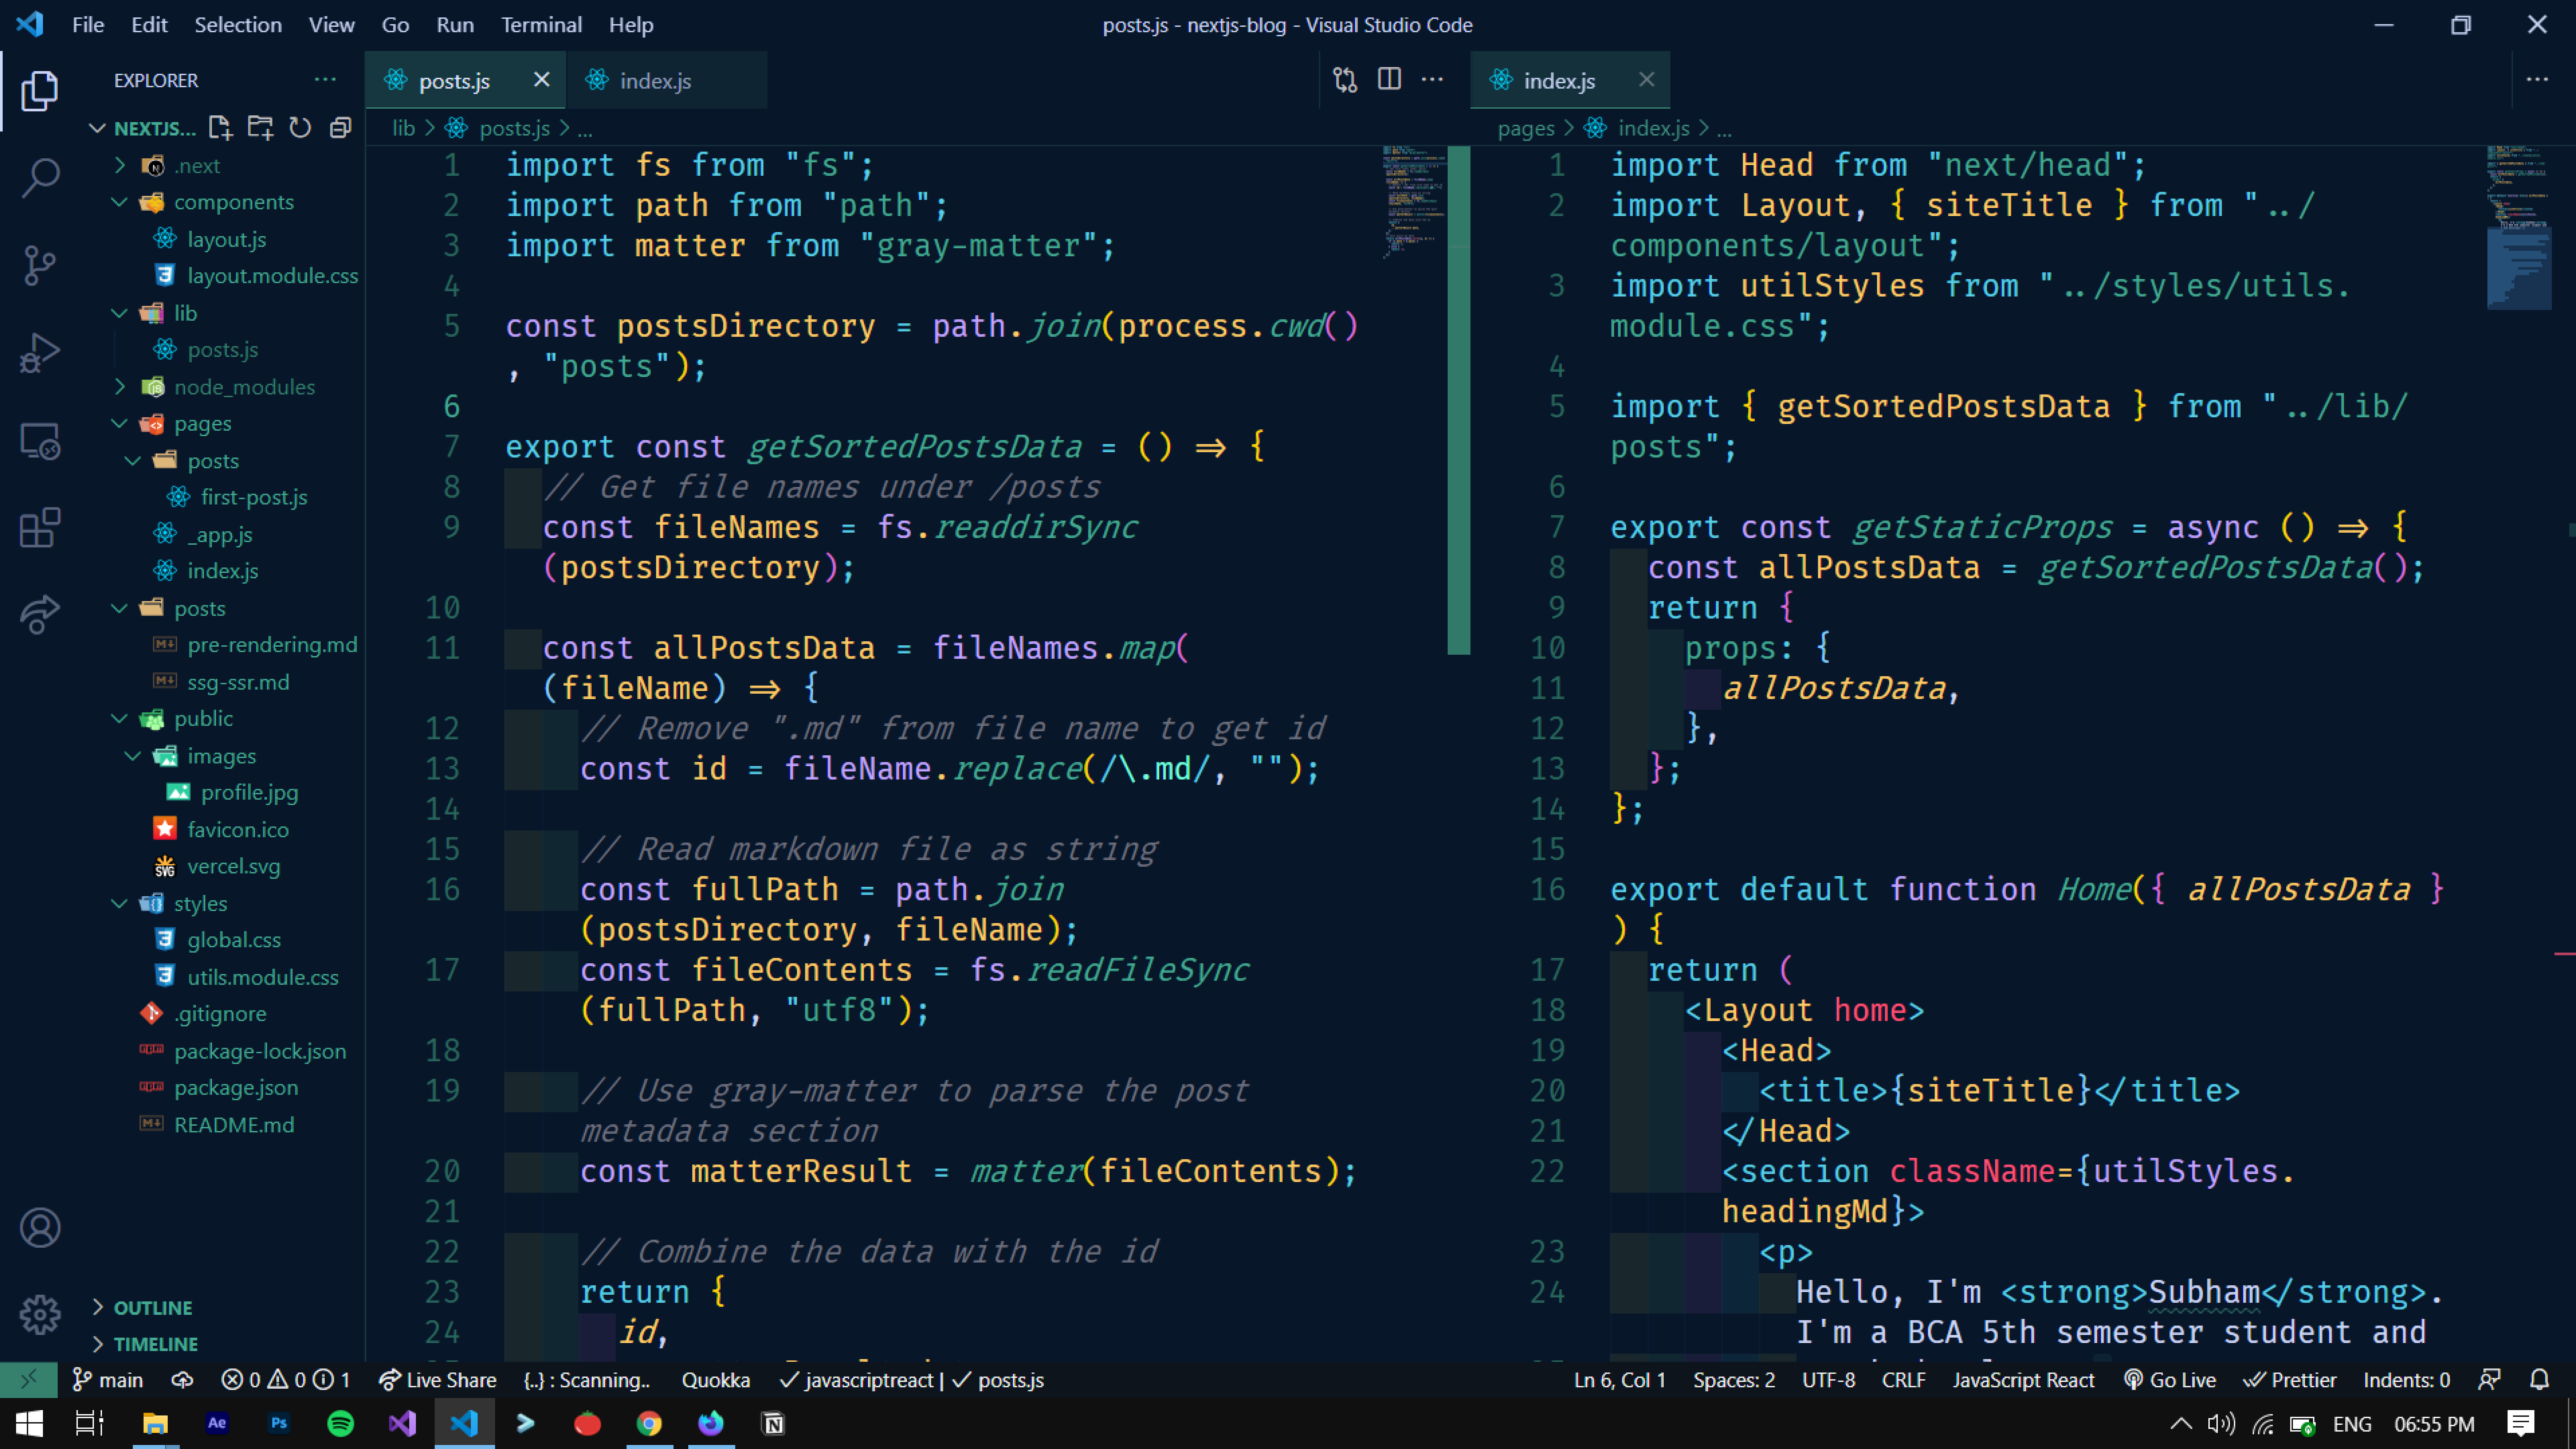 File Edit Selection View Go Run Terminal Help
posts.js - nextjs-blog - Visual Studio Code
EXPLORER
NEXTJS...
.next
components
layout.js
layout.module.css
lib
posts.js
node_modules
pages
posts
first-post.js
_app.js
index.js
posts
pre-rendering.md
ssg-ssr.md
public
images
profile.jpg
favicon.ico
vercel.svg
styles
global.css
utils.module.css
.gitignore
package-lock.json
package.json
README.md
OUTLINE
TIMELINE
posts.js
index.js
lib > posts.js > ...
1 import fs from "fs";
2 import path from "path";
3 import matter from "gray-matter";
4
5 const postsDirectory = path.join(process.cwd()
, "posts");
6
7 export const getSortedPostsData = () => {
8 // Get file names under /posts
9 const fileNames = fs.readdirSync
(postsDirectory);
10
11 const allPostsData = fileNames.map(
(fileName) => {
12 // Remove ".md" from file name to get id
13 const id = fileName.replace(/\.md/, "");
14
15 // Read markdown file as string
16 const fullPath = path.join
(postsDirectory, fileName);
17 const fileContents = fs.readFileSync
(fullPath, "utf8");
18
19 // Use gray-matter to parse the post
metadata section
20 const matterResult = matter(fileContents);
21
22 // Combine the data with the id
23 return {
24 id,
index.js
pages > index.js > ...
1 import Head from "next/head";
2 import Layout, { siteTitle } from "../
components/layout";
3 import utilStyles from "../styles/utils.
module.css";
4
5 import { getSortedPostsData } from "../lib/
posts";
6
7 export const getStaticProps = async () => {
8 const allPostsData = getSortedPostsData();
9 return {
10 props: {
11 allPostsData,
12 },
13 };
14 };
15
16 export default function Home({ allPostsData }
) {
17 return (
18 <Layout home>
19 <Head>
20 <title>{siteTitle}</title>
21 </Head>
22 <section className={utilStyles.
headingMd}>
23 <p>
24 Hello, I'm <strong>Subham</strong>.
I'm a BCA 5th semester student and
main 0 0 1 Live Share {..} : Scanning.. Quokka javascriptreact | posts.js
Ln 6, Col 1 Spaces: 2 UTF-8 CRLF JavaScript React Go Live Prettier Indents: 0
Ae Ps
ENG 06:55 PM